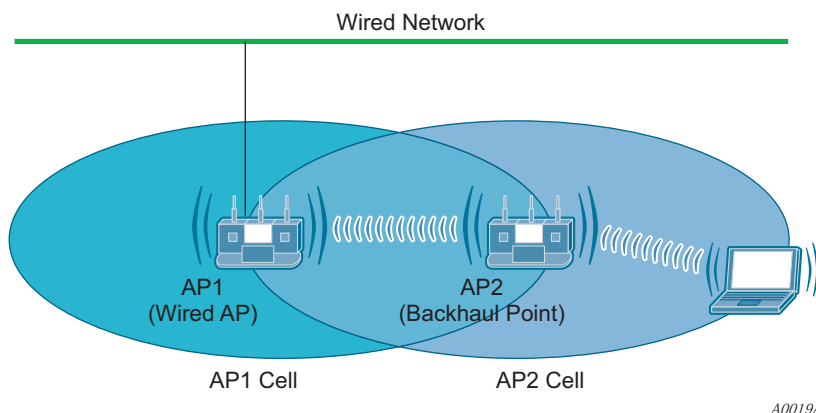 Wired Network
AP1
(Wired AP)
AP2
(Backhaul Point)
AP1 Cell
AP2 Cell